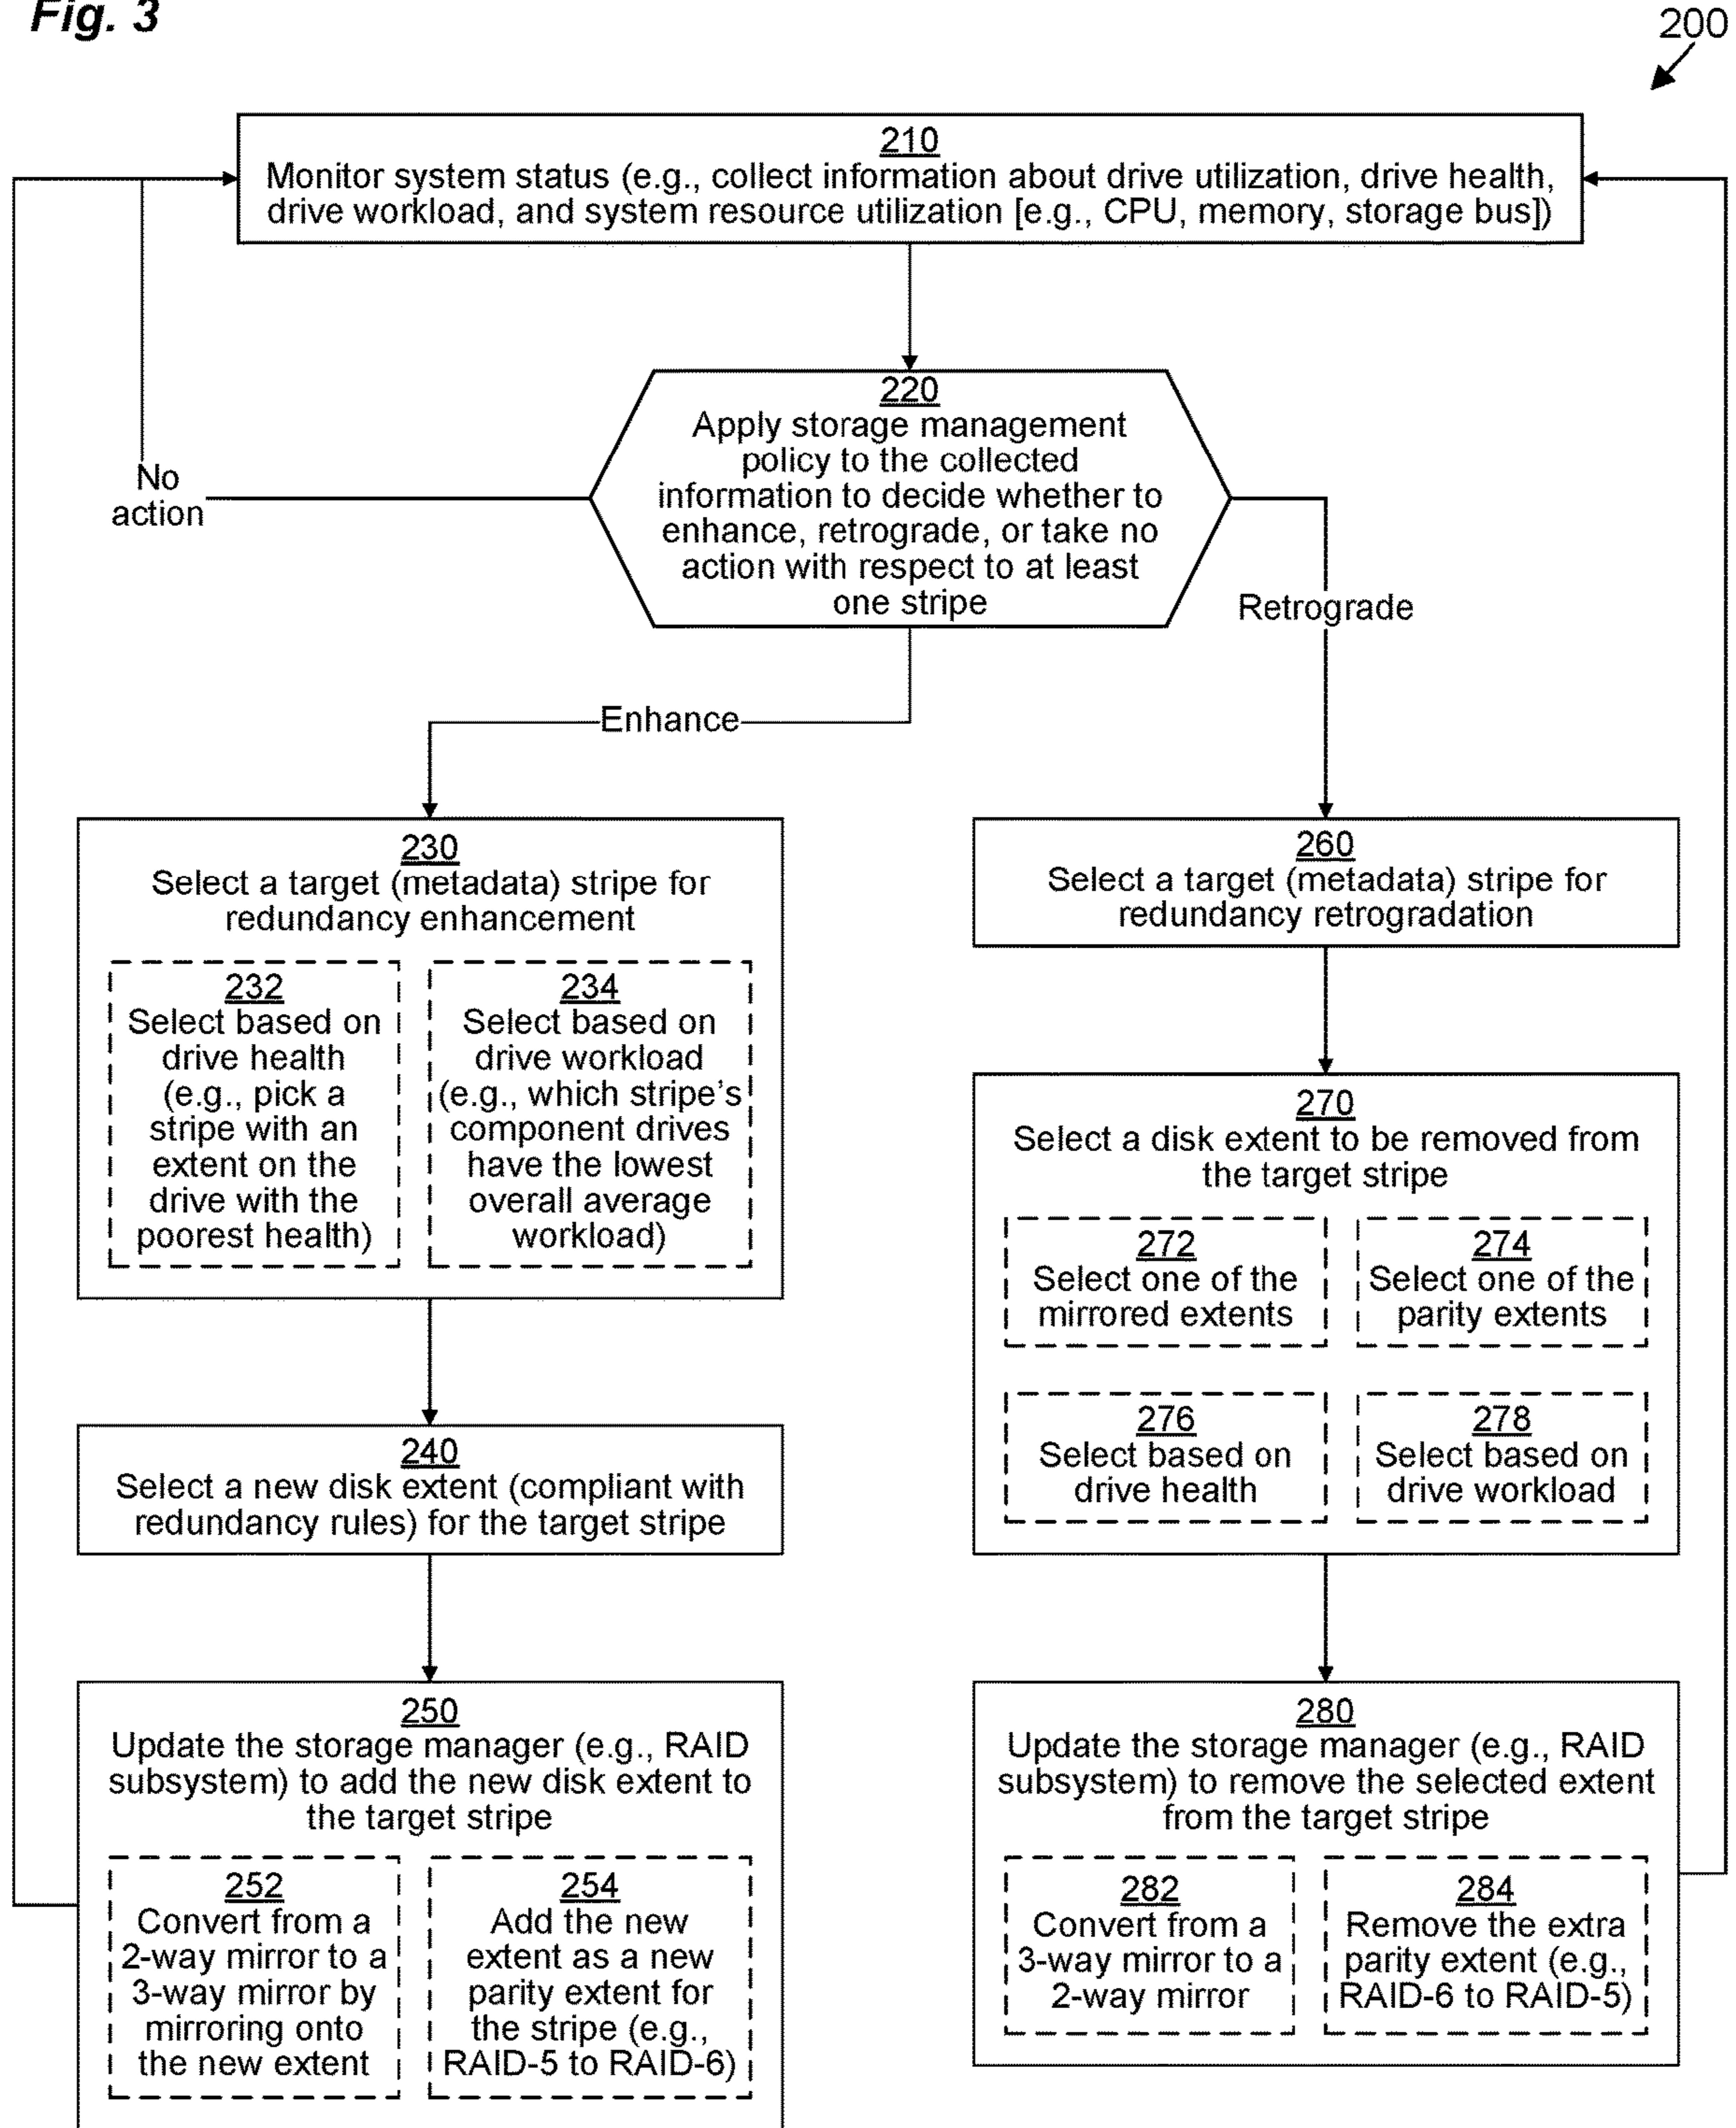 Fig. 3
200
210
Monitor system status (e.g., collect information about drive utilization, drive health,
drive workload, and system resource utilization [e.g., CPU, memory, storage bus])
220
Apply storage management
policy to the collected
information to decide whether to
enhance, retrograde, or take no
action with respect to at least
one stripe
No
action
Retrograde
Enhance
230
Select a target (metadata) stripe for
redundancy enhancement
232
Select based on
drive health
(e.g., pick a
stripe with an
extent on the
drive with the
poorest health)
234
Select based on
drive workload
(e.g., which stripe’s
component drives
have the lowest
overall average
workload)
240
Select a new disk extent (compliant with
redundancy rules) for the target stripe
250
Update the storage manager (e.g., RAID
subsystem) to add the new disk extent to
the target stripe
252
Convert from a
2-way mirror to a
3-way mirror by
mirroring onto
the new extent
254
Add the new
extent as a new
parity extent for
the stripe (e.g.,
RAID-5 to RAID-6)
260
Select a target (metadata) stripe for
redundancy retrogradation
270
Select a disk extent to be removed from
the target stripe
272
Select one of the
mirrored extents
274
Select one of the
parity extents
276
Select based on
drive health
278
Select based on
drive workload
280
Update the storage manager (e.g., RAID
subsystem) to remove the selected extent
from the target stripe
282
Convert from a
3-way mirror to a
2-way mirror
284
Remove the extra
parity extent (e.g.,
RAID-6 to RAID-5)